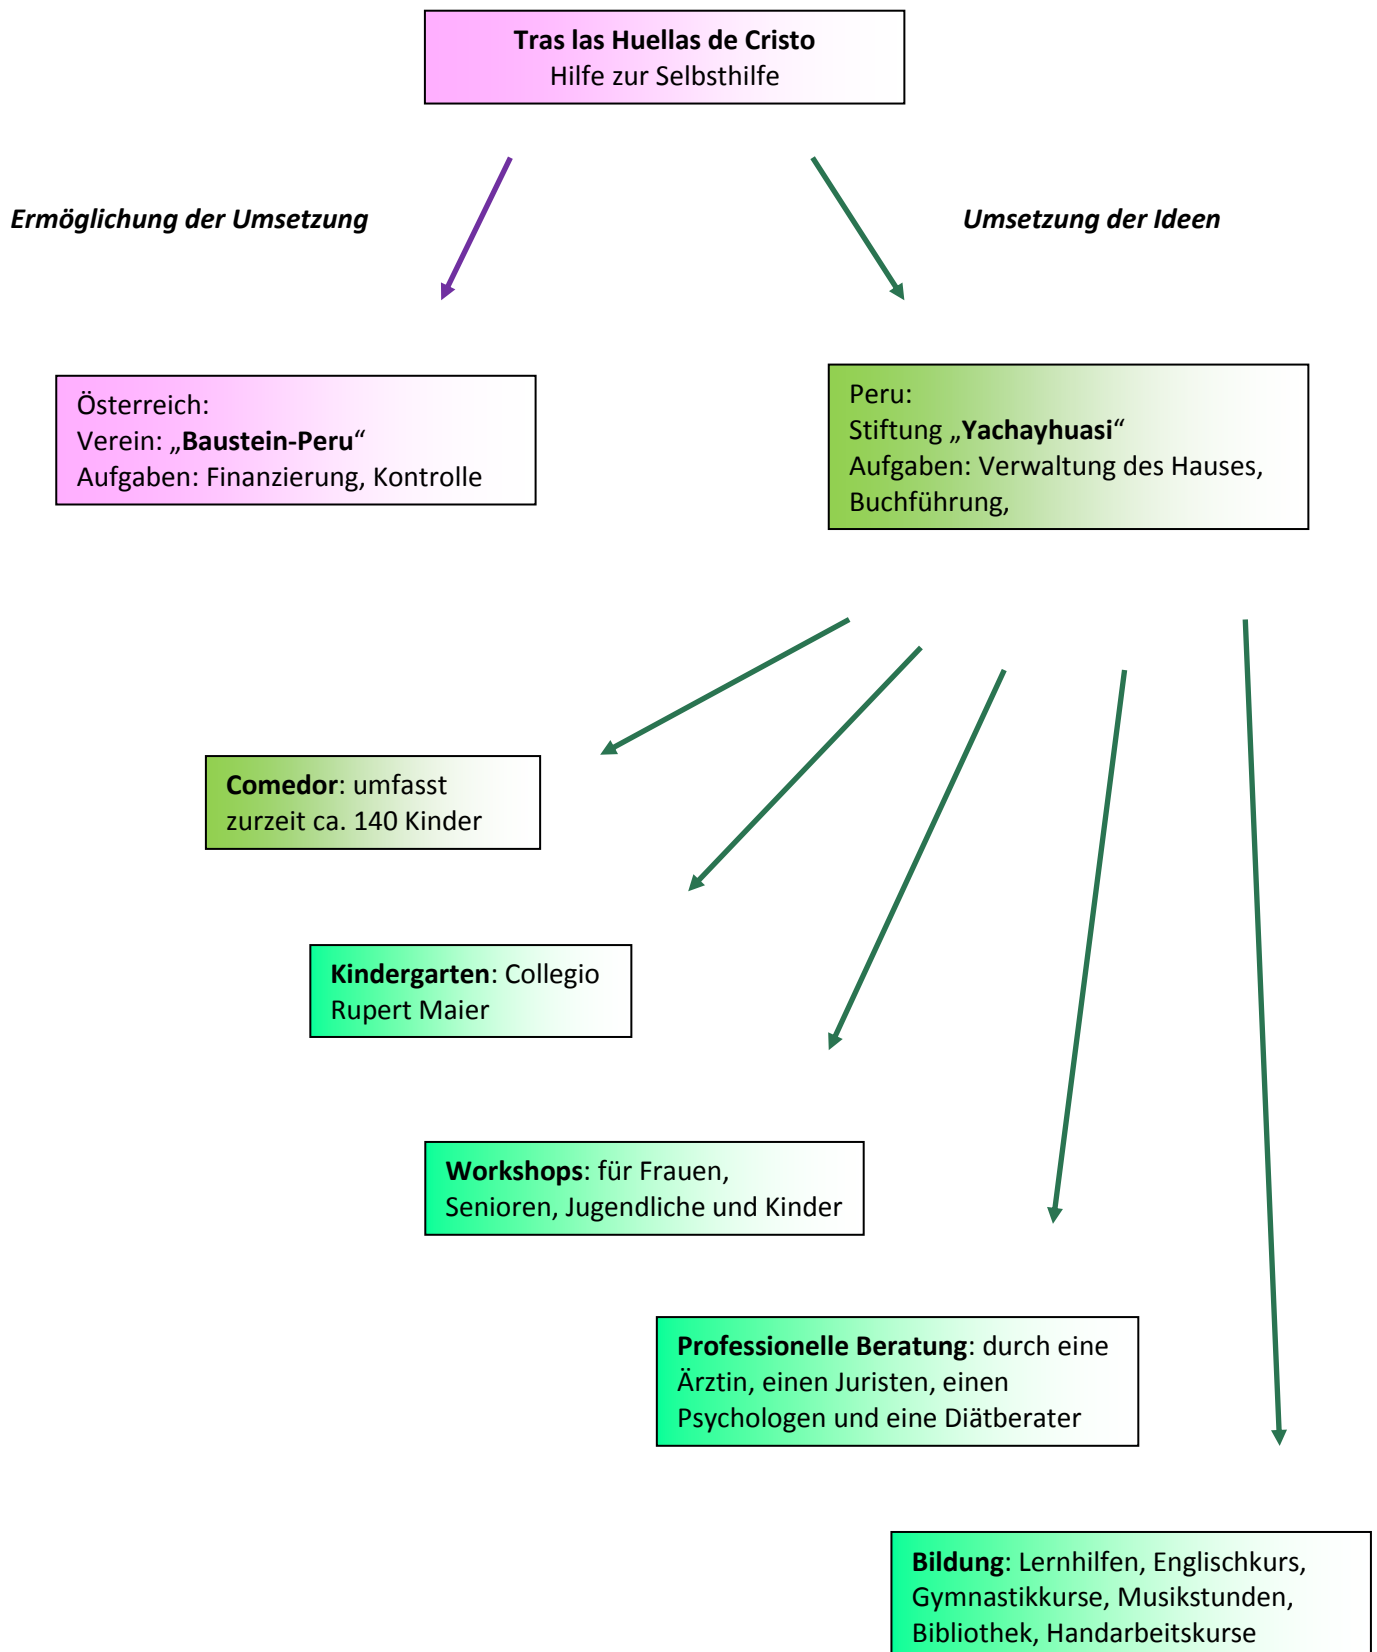 Tras las Huellas de Cristo
Hilfe zur Selbsthilfe
Ermöglichung der Umsetzung
Umsetzung der Ideen
Österreich:
Verein: „Baustein-Peru“
Aufgaben: Finanzierung, Kontrolle
Peru:
Stiftung „Yachayhuasi“
Aufgaben: Verwaltung des Hauses,
Buchführung,
Comedor: umfasst
zurzeit ca. 140 Kinder
Kindergarten: Collegio
Rupert Maier
Workshops: für Frauen,
Senioren, Jugendliche und Kinder
Professionelle Beratung: durch eine
Ärztin, einen Juristen, einen
Psychologen und eine Diätberater
Bildung: Lernhilfen, Englischkurs,
Gymnastikkurse, Musikstunden,
Bibliothek, Handarbeitskurse